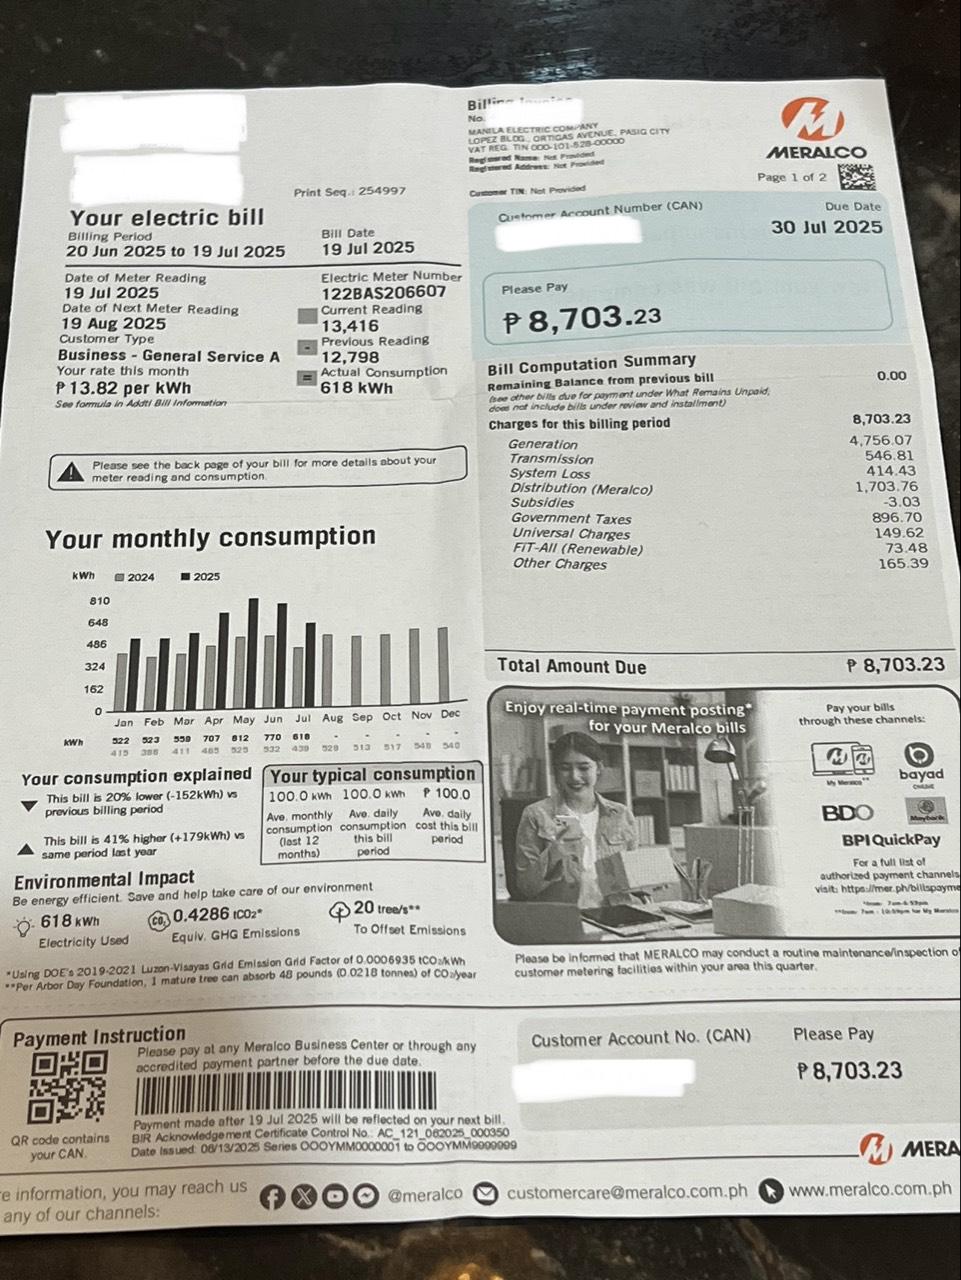 Billing Invoice
No.
MANILA ELECTRIC COMPANY
LOPEZ BLDG., ORTIGAS AVENUE, PASIG CITY
VAT REG. TIN 000-101-528-00000
Registered Name: Not Provided
Registered Address: Not Provided
MERALCO
Page 1 of 2
Print Seq.: 254997
Customer TIN: Not Provided
Your electric bill
Billing Period
20 Jun 2025 to 19 Jul 2025
Bill Date
19 Jul 2025
Date of Meter Reading
19 Jul 2025
Date of Next Meter Reading
19 Aug 2025
Customer Type
Business - General Service A
Your rate this month
₱ 13.82 per kWh
See formula in Addtl Bill Information
Electric Meter Number
122BAS206607
Current Reading
13,416
- Previous Reading
12,798
= Actual Consumption
618 kWh
Please see the back page of your bill for more details about your
meter reading and consumption.
Customer Account Number (CAN)
Due Date
30 Jul 2025
Please Pay
₱ 8,703.23
Bill Computation Summary
Remaining Balance from previous bill 0.00
(see other bills due for payment under What Remains Unpaid,
does not include bills under review and installment)
Charges for this billing period 8,703.23
Generation 4,756.07
Transmission 546.81
System Loss 414.43
Distribution (Meralco) 1,703.76
Subsidies -3.03
Government Taxes 896.70
Universal Charges 149.62
FiT-All (Renewable) 73.48
Other Charges 165.39
Total Amount Due ₱ 8,703.23
Your monthly consumption
kWh 2024 2025
810
648
486
324
162
0
Jan Feb Mar Apr May Jun Jul Aug Sep Oct Nov Dec
kWh 522 523 559 707 812 770 618 - - - - -
415 386 411 465 525 532 439 528 513 517 548 548
Your consumption explained
This bill is 20% lower (-152kWh) vs
previous billing period
This bill is 41% higher (+179kWh) vs
same period last year
Your typical consumption
100.0 kWh 100.0 kWh ₱ 100.0
Ave. monthly
consumption
(last 12
months)
Ave. daily
consumption
this bill
period
Ave. daily
cost this bill
period
Environmental Impact
Be energy efficient. Save and help take care of our environment
618 kWh
Electricity Used
CO₂ 0.4286 tCO₂*
Equiv. GHG Emissions
20 tree/s**
To Offset Emissions
*Using DOE's 2019-2021 Luzon-Visayas Grid Emission Grid Factor of 0.0006935 tCO₂/kWh
**Per Arbor Day Foundation, 1 mature tree can absorb 48 pounds (0.0218 tonnes) of CO₂/year
Enjoy real-time payment posting*
for your Meralco bills
Pay your bills
through these channels:
My Meralco**
bayad
ONLINE
BDO
Maybank
BPI QuickPay
For a full list of
authorized payment channels
visit: https://mer.ph/billspayme
Please be informed that MERALCO may conduct a routine maintenance/inspection o
customer metering facilities within your area this quarter.
Payment Instruction
Please pay at any Meralco Business Center or through any
accredited payment partner before the due date.
QR code contains
your CAN.
Payment made after 19 Jul 2025 will be reflected on your next bill.
BIR Acknowledgement Certificate Control No.: AC_121_062025_000350
Date Issued: 06/13/2025 Series OOOYMM0000001 to OOOYMM9999999
Customer Account No. (CAN)
Please Pay
₱ 8,703.23
MERA
e information, you may reach us
any of our channels:
@meralco
customercare@meralco.com.ph
www.meralco.com.ph